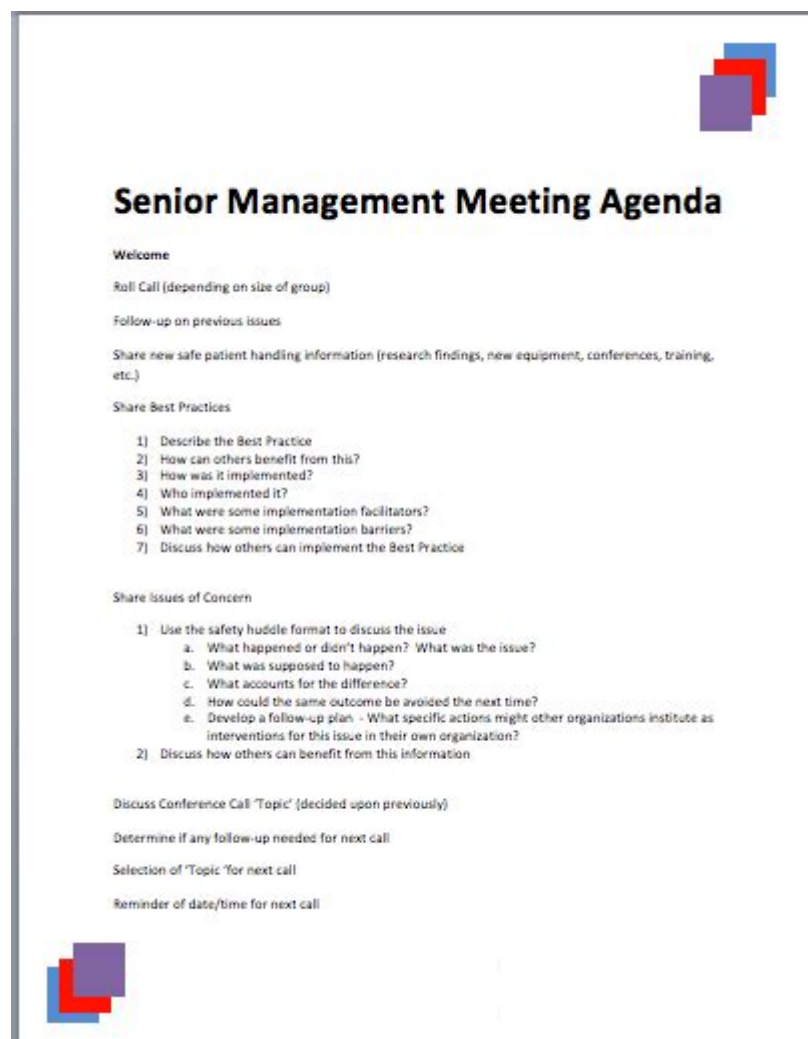 Senior Management Meeting Agenda
Welcome
Roll Call (depending on size of group)
Follow-up on previous issues
Share new safe patient handling information (research findings, new equipment, conferences, training,
etc.)
Share Best Practices
1) Describe the Best Practice
2) How can others benefit from this?
3) How was it implemented?
4) Who implemented it?
5) What were some implementation facilitators?
6) What were some implementation barriers?
7) Discuss how others can implement the Best Practice
Share Issues of Concern
1) Use the safety huddle format to discuss the issue
a. What happened or didn't happen? What was the issue?
b. What was supposed to happen?
c. What accounts for the difference?
d. How could the same outcome be avoided the next time?
e. Develop a follow-up plan - What specific actions might other organizations institute as
interventions for this issue in their own organization?
2) Discuss how others can benefit from this information
Discuss Conference Call 'Topic' (decided upon previously)
Determine if any follow-up needed for next call
Selection of 'Topic 'for next call
Reminder of date/time for next call